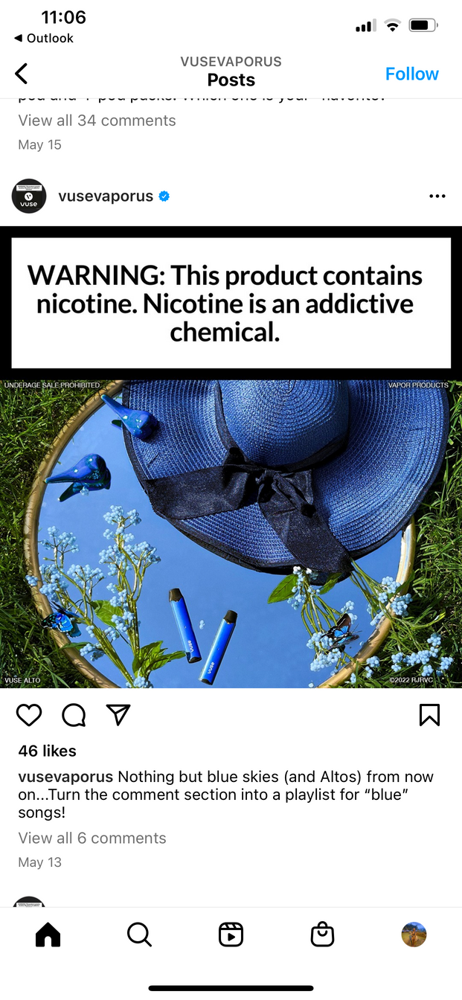 11:06
◀ Outlook
VUSEVAPORUS
Posts
Follow
View all 34 comments
May 15
vuse
vusevaporus
WARNING: This product contains
nicotine. Nicotine is an addictive
chemical.
UNDERAGE SALE PROHIBITED
VAPOR PRODUCTS
vuse
vuse
VUSE ALTO
©2022 RJRVC
46 likes
vusevaporus Nothing but blue skies (and Altos) from now
on...Turn the comment section into a playlist for “blue”
songs!
View all 6 comments
May 13